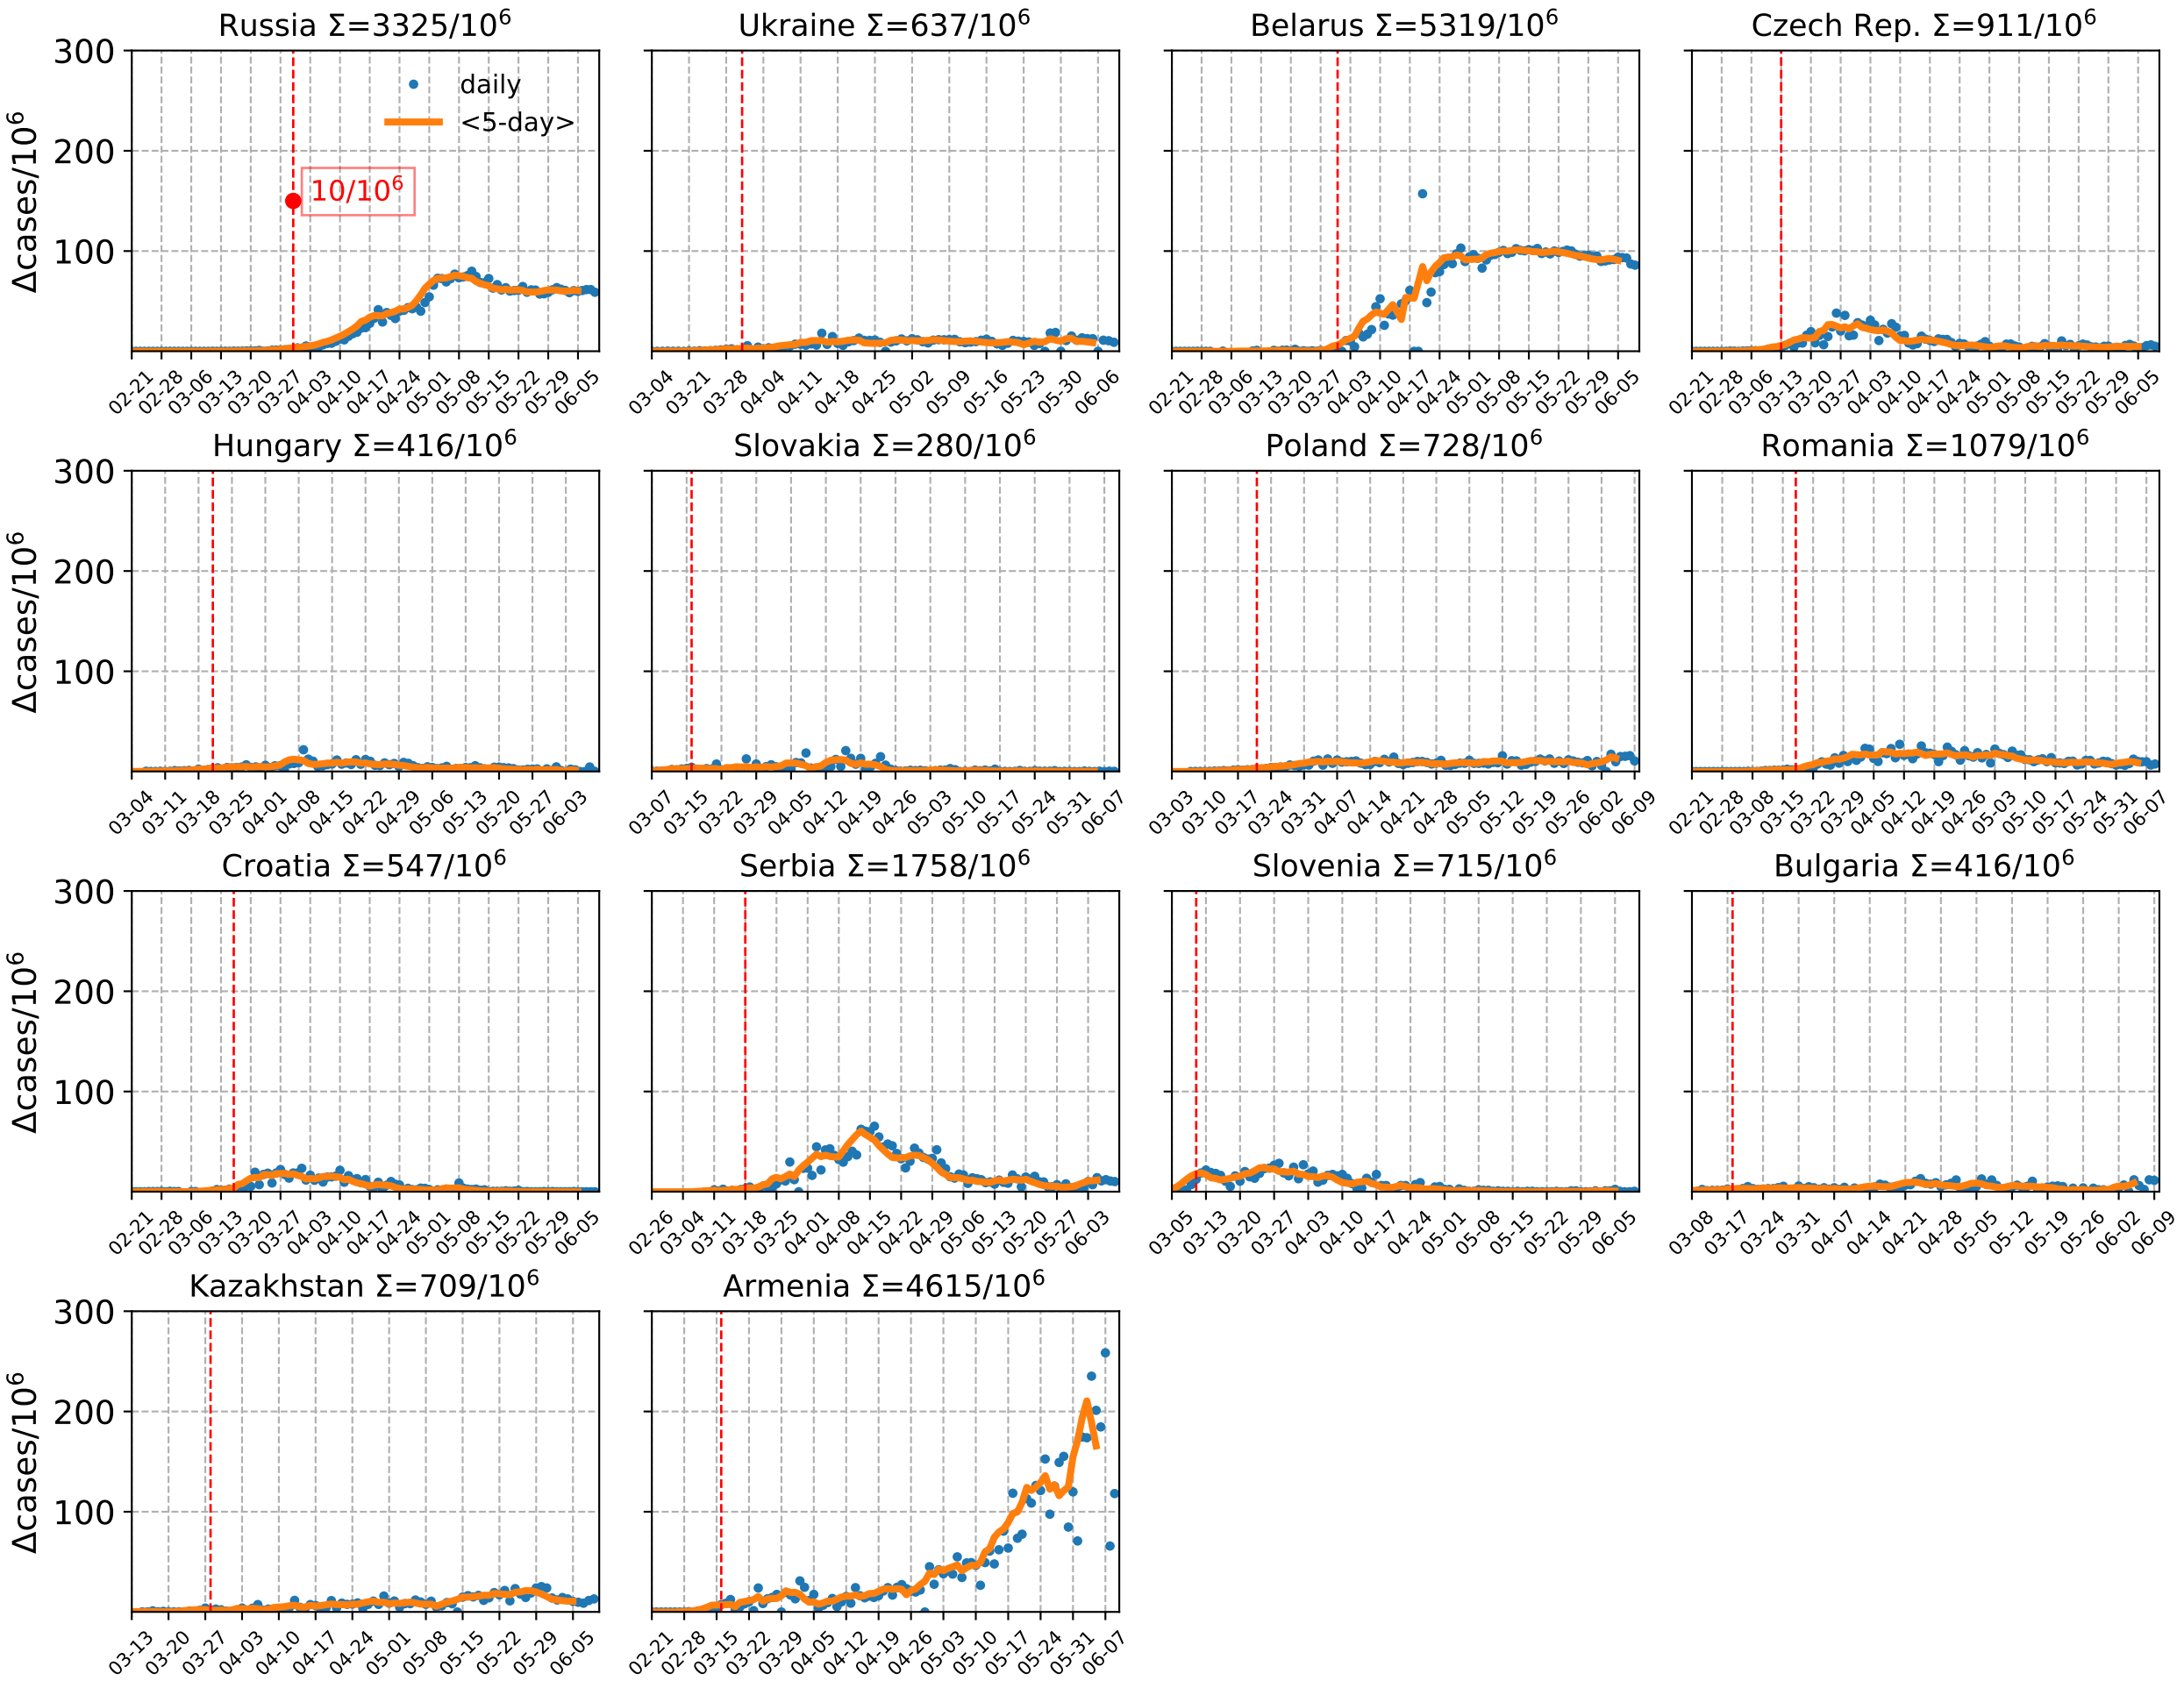 Russia Σ=3325/10⁶
Ukraine Σ=637/10⁶
Belarus Σ=5319/10⁶
Czech Rep. Σ=911/10⁶
Δcases/10⁶
300
200
100
daily
<5-day>
10/10⁶
02-21 02-28 03-06 03-13 03-20 03-27 04-03 04-10 04-17 04-24 05-01 05-08 05-15 05-22 05-29 06-05
03-04 03-21 03-28 04-04 04-11 04-18 04-25 05-02 05-09 05-16 05-23 05-30 06-06
02-21 02-28 03-06 03-13 03-20 03-27 04-03 04-10 04-17 04-24 05-01 05-08 05-15 05-22 05-29 06-05
02-21 02-28 03-06 03-13 03-20 03-27 04-03 04-10 04-17 04-24 05-01 05-08 05-15 05-22 05-29 06-05
Hungary Σ=416/10⁶
Slovakia Σ=280/10⁶
Poland Σ=728/10⁶
Romania Σ=1079/10⁶
Δcases/10⁶
300
200
100
03-04 03-11 03-18 03-25 04-01 04-08 04-15 04-22 04-29 05-06 05-13 05-20 05-27 06-03
03-07 03-15 03-22 03-29 04-05 04-12 04-19 04-26 05-03 05-10 05-17 05-24 05-31 06-07
03-03 03-10 03-17 03-24 03-31 04-07 04-14 04-21 04-28 05-05 05-12 05-19 05-26 06-02 06-09
02-21 02-28 03-08 03-15 03-22 03-29 04-05 04-12 04-19 04-26 05-03 05-10 05-17 05-24 05-31 06-07
Croatia Σ=547/10⁶
Serbia Σ=1758/10⁶
Slovenia Σ=715/10⁶
Bulgaria Σ=416/10⁶
Δcases/10⁶
300
200
100
02-21 02-28 03-06 03-13 03-20 03-27 04-03 04-10 04-17 04-24 05-01 05-08 05-15 05-22 05-29 06-05
02-26 03-04 03-11 03-18 03-25 04-01 04-08 04-15 04-22 04-29 05-06 05-13 05-20 05-27 06-03
03-05 03-13 03-20 03-27 04-03 04-10 04-17 04-24 05-01 05-08 05-15 05-22 05-29 06-05
03-08 03-17 03-24 03-31 04-07 04-14 04-21 04-28 05-05 05-12 05-19 05-26 06-02 06-09
Kazakhstan Σ=709/10⁶
Armenia Σ=4615/10⁶
Δcases/10⁶
300
200
100
03-13 03-20 03-27 04-03 04-10 04-17 04-24 05-01 05-08 05-15 05-22 05-29 06-05
02-21 02-28 03-15 03-22 03-29 04-05 04-12 04-19 04-26 05-03 05-10 05-17 05-24 05-31 06-07